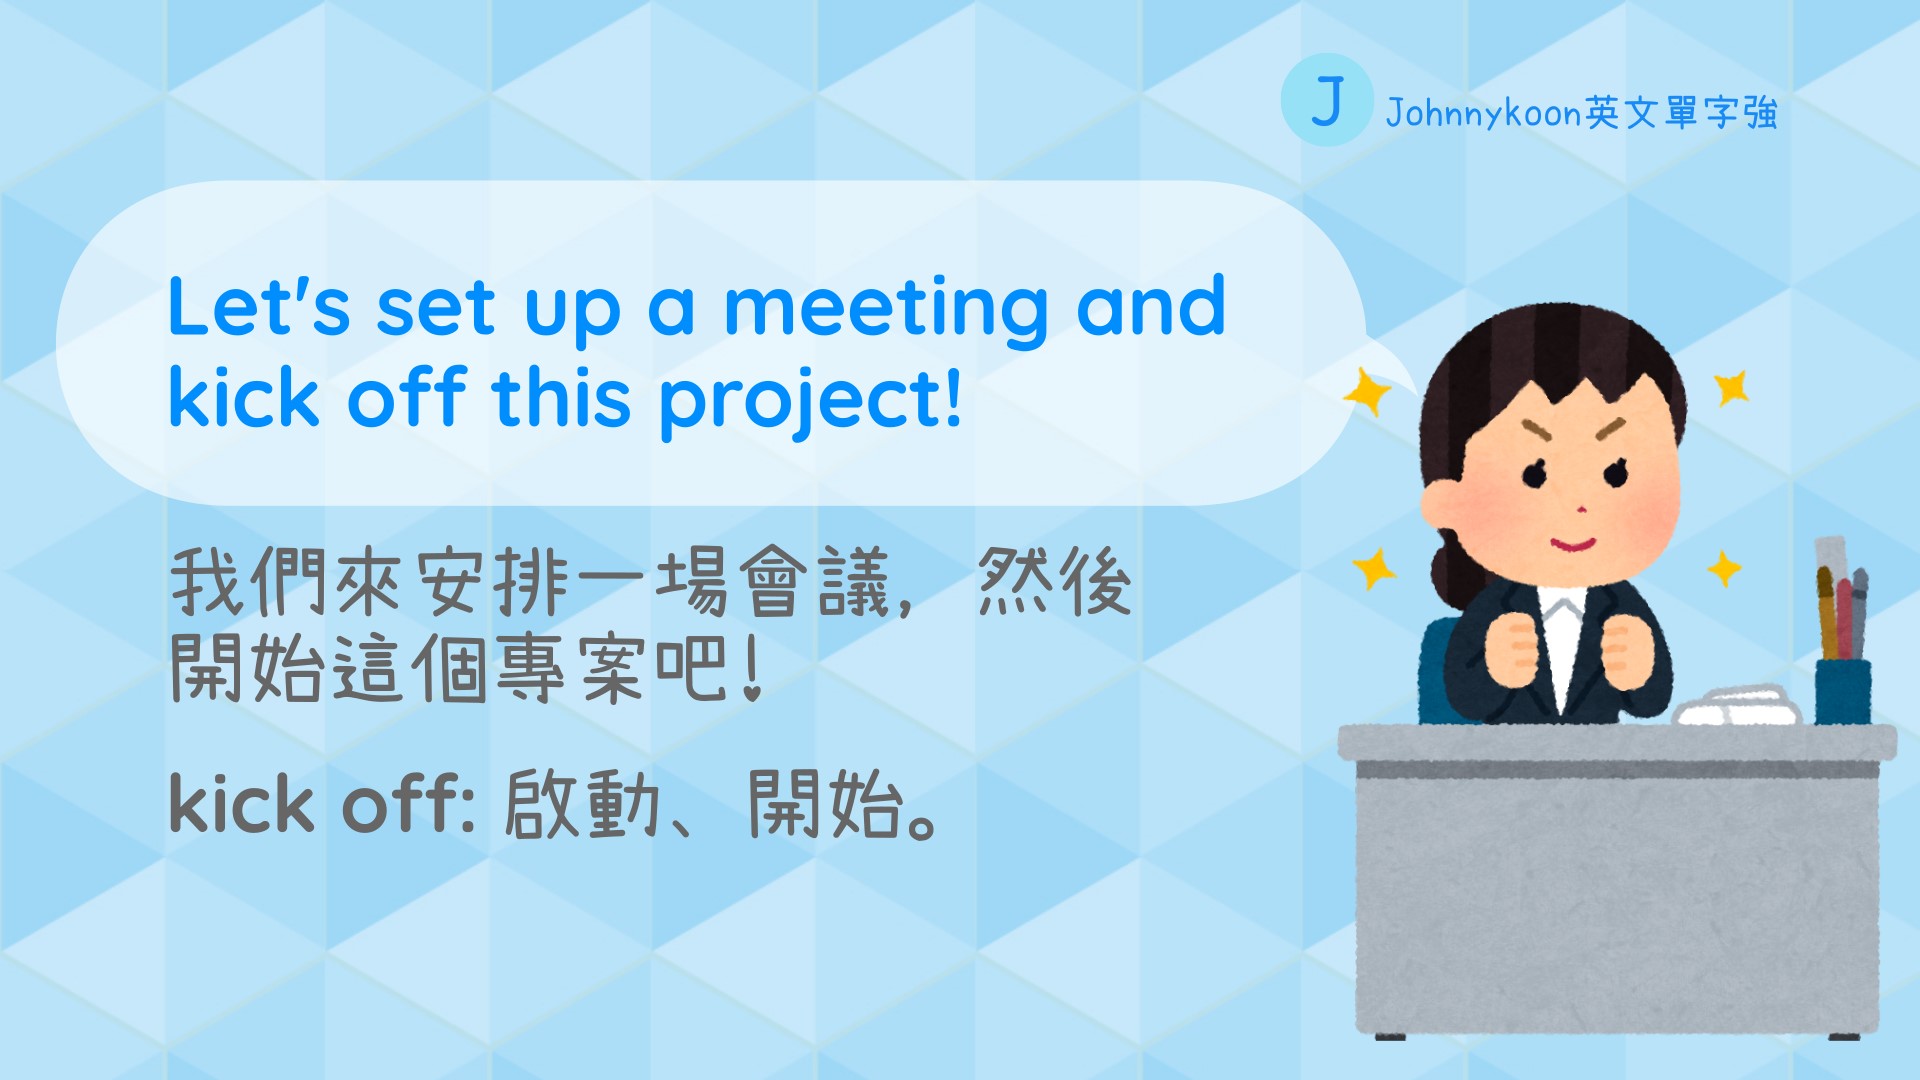 J Johnnykoon英文單字強
Let's set up a meeting and
kick off this project!
我們來安排一場會議，然後
開始這個專案吧！
kick off: 啟動、開始。